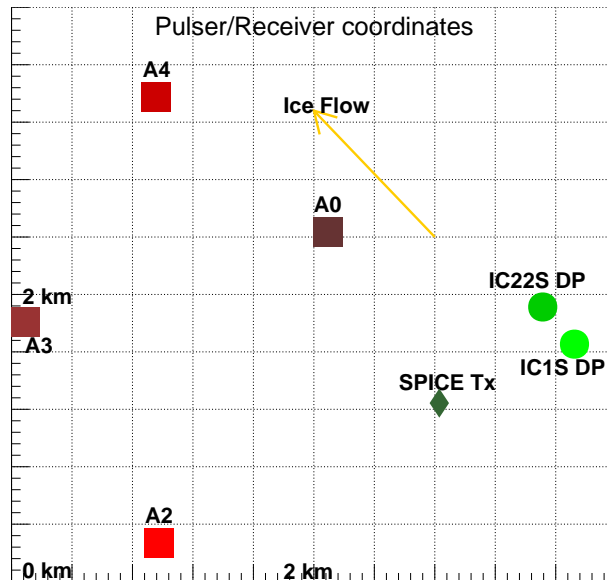 Pulser/Receiver coordinates
A4
Ice Flow
A0
IC22S DP
2 km
A3
IC1S DP
SPICE Tx
A2
0 km
2 km